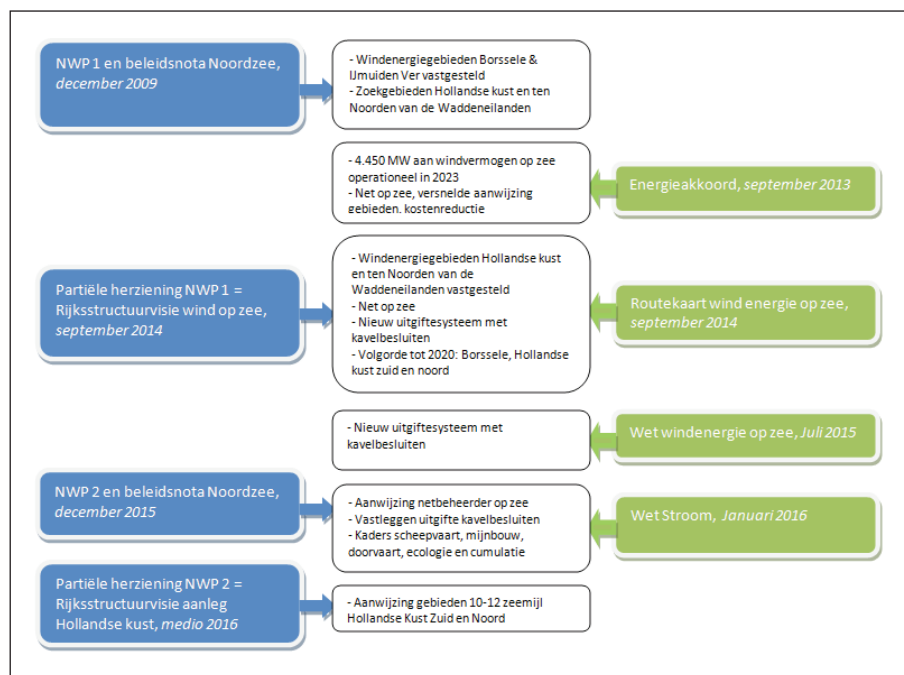 NWP 1 en beleidsnota Noordzee,
december 2009
- Windenergiegebieden Borssele &
IJmuiden Ver vastgesteld
- Zoekgebieden Hollandse kust en ten
Noorden van de Waddeneilanden
- 4.450 MW aan windvermogen op zee
operationeel in 2023
- Net op zee, versnelde aanwijzing
gebieden, kostenreductie
Energieakkoord, september 2013
Partiële herziening NWP 1 =
Rijksstructuurvisie wind op zee,
september 2014
- Windenergiegebieden Hollandse kust
en ten Noorden van de
Waddeneilanden vastgesteld
- Net op zee
- Nieuw uitgiftesysteem met
kavelbesluiten
- Volgorde tot 2020: Borssele, Hollandse
kust zuid en noord
Routekaart wind energie op zee,
september 2014
- Nieuw uitgiftesysteem met
kavelbesluiten
Wet windenergie op zee, Juli 2015
NWP 2 en beleidsnota Noordzee,
december 2015
- Aanwijzing netbeheerder op zee
- Vastleggen uitgifte kavelbesluiten
- Kaders scheepvaart, mijnbouw,
doorvaart, ecologie en cumulatie
Wet Stroom, Januari 2016
Partiële herziening NWP 2 =
Rijksstructuurvisie aanleg
Hollandse kust, medio 2016
- Aanwijzing gebieden 10-12 zeemijl
Hollandse Kust Zuid en Noord